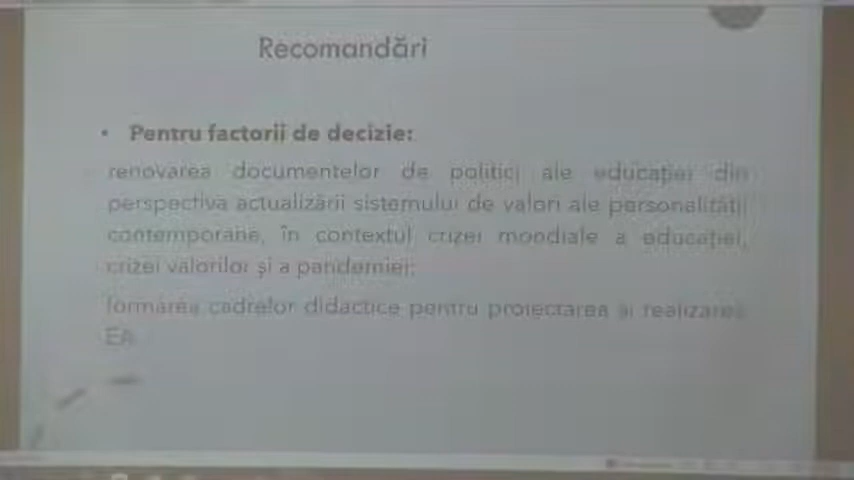 Recomandări
• Pentru factorii de decizie:
renovarea documentelor de politici ale educației din
perspectiva actualizării sistemului de valori ale personalității
contemporane, în contextul crizei mondiale a educației,
crizei valorilor și a pandemiei;
formarea cadrelor didactice pentru proiectarea și realizarea
EA